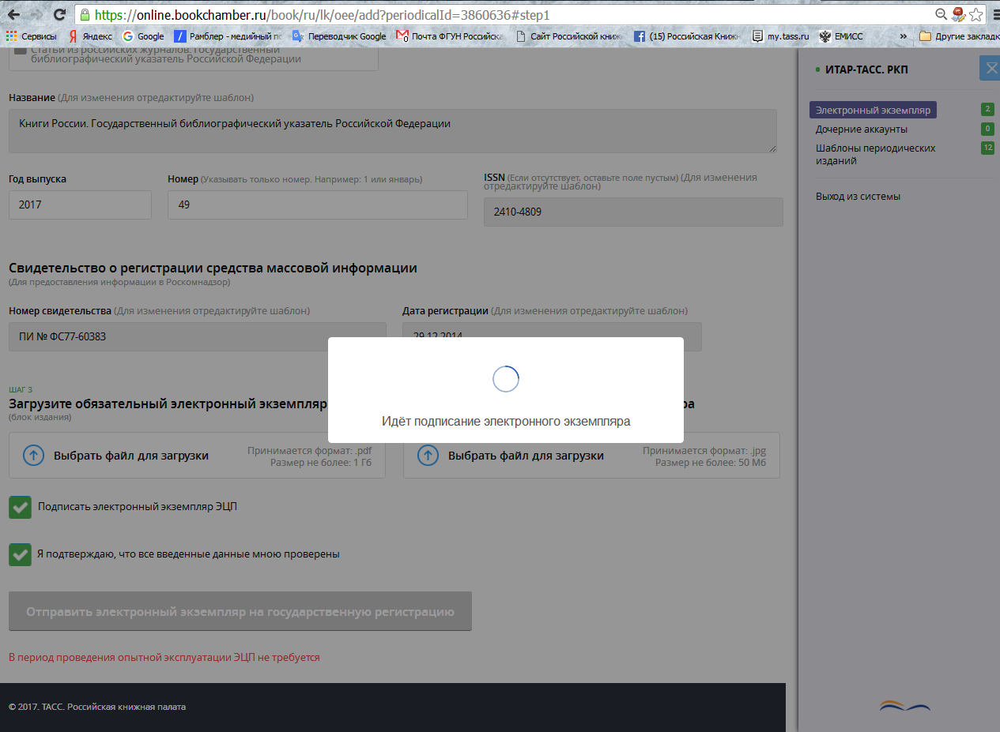 https://online.bookchamber.ru/book/ru/lk/oee/add?periodicalId=3860636#step1
Сервисы
Яндекс
Google
Рамблер - медийный
Переводчик Google
Почта ФГУН Российска
Сайт Российской книж
(15) Российская Книжн
my.tass.ru
ЕМИСС
»
Другие закладк
Статьи из российских журналов. Государственный
библиографический указатель Российской Федерации
Название (Для изменения отредактируйте шаблон)
Книги России. Государственный библиографический указатель Российской Федерации
Год выпуска
2017
Номер (Указывать только номер. Например: 1 или январь)
49
ISSN (Если отсутствует, оставьте поле пустым) (Для изменения
отредактируйте шаблон)
2410-4809
Свидетельство о регистрации средства массовой информации
(Для предоставления информации в Роскомнадзор)
Номер свидетельства (Для изменения отредактируйте шаблон)
ПИ № ФС77-60383
Дата регистрации (Для изменения отредактируйте шаблон)
29.12.2014
Идёт подписание электронного экземпляра
ШАГ 3
Загрузите обязательный электронный экземпляр
(блок издания)
ра
Выбрать файл для загрузки
Принимается формат: .pdf
Размер не более: 1 Гб
Выбрать файл для загрузки
Принимается формат: .jpg
Размер не более: 50 Мб
Подписать электронный экземпляр ЭЦП
Я подтверждаю, что все введенные данные мною проверены
Отправить электронный экземпляр на государственную регистрацию
В период проведения опытной эксплуатации ЭЦП не требуется
© 2017. ТАСС. Российская книжная палата
ИТАР-ТАСС. РКП
Электронный экземпляр 2
Дочерние аккаунты 0
Шаблоны периодических 12
изданий
Выход из системы